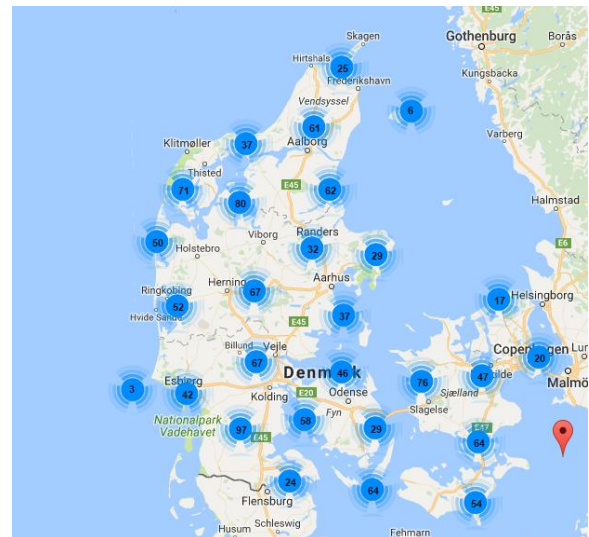 E45
Skagen
Gothenburg
Borås
Hirtshals
25
Frederikshavn
Kungsbacka
Vendsyssel
6
61
Varberg
Klitmøller
37
Aalborg
Thisted
E45
71
62
80
Halmstad
Viborg
Randers
50
Holstebro
32
29
E6
Aarhus
Herning
67
Ringkobing
52
17
Helsingborg
Hvide Sande
37
E45
Billund
Vejle
67
Copenhagen
20
Denmark
46
76
47
Malmö
3
Esbjerg
42
Kolding
E20
Odense
Sjælland
Slagelse
Nationalpark
Vadehavet
58
Fyn
29
97
E45
E47
64
24
64
54
Flensburg
Schleswig
Husum
Fehmarn